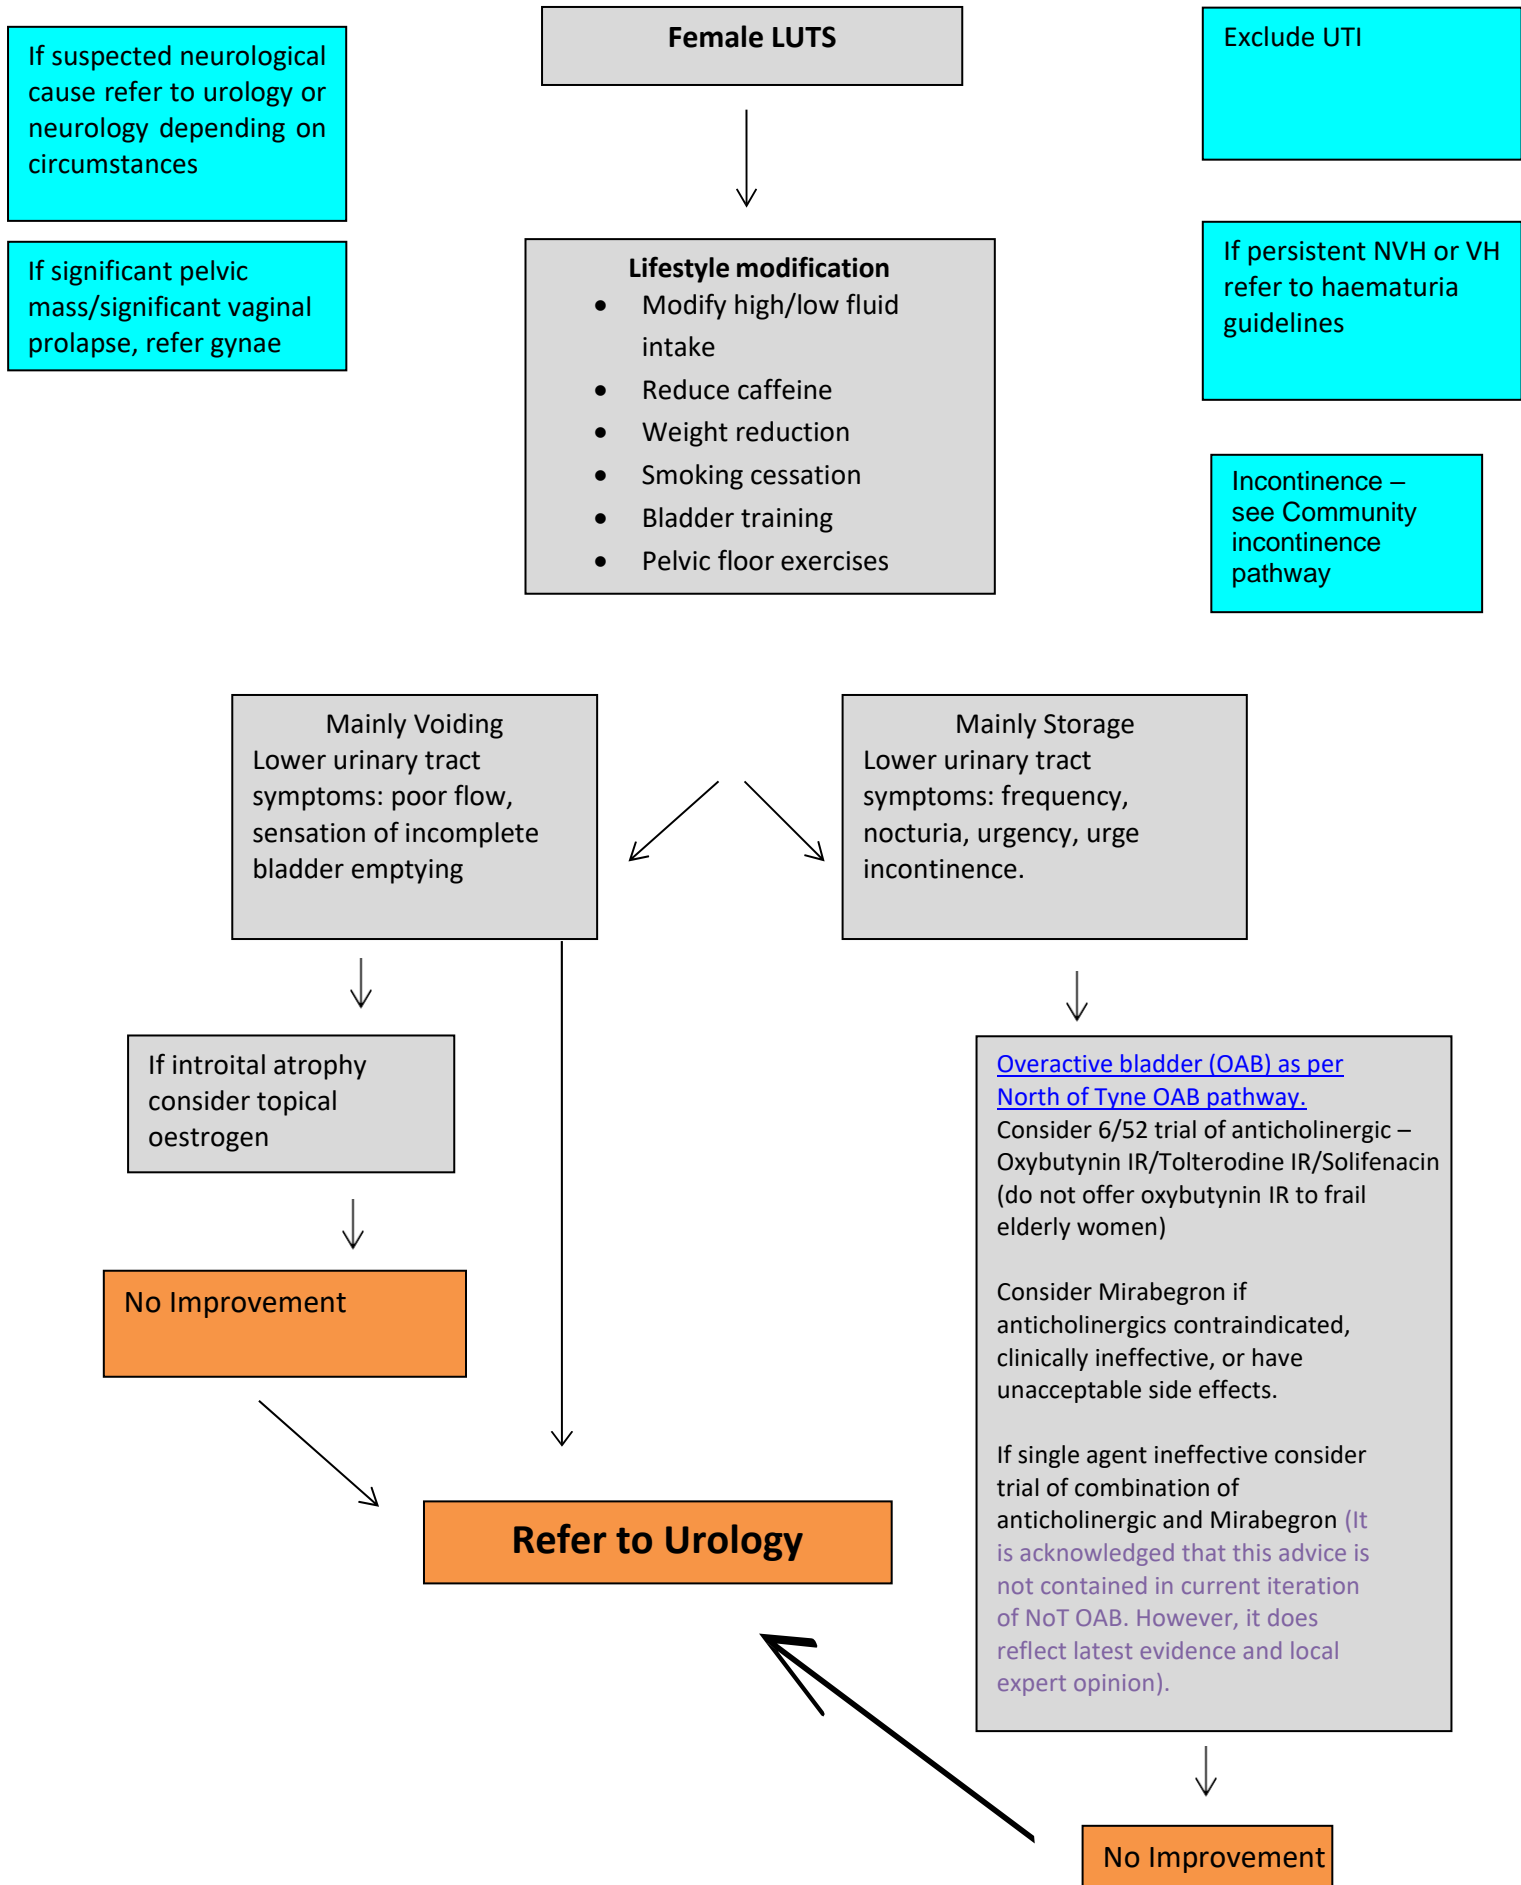 Female LUTS
If suspected neurological
cause refer to urology or
neurology depending on
circumstances
If significant pelvic
mass/significant vaginal
prolapse, refer gynae
Exclude UTI
If persistent NVH or VH
refer to haematuria
guidelines
Incontinence –
see Community
incontinence
pathway
Lifestyle modification
• Modify high/low fluid
intake
• Reduce caffeine
• Weight reduction
• Smoking cessation
• Bladder training
• Pelvic floor exercises
Mainly Voiding
Lower urinary tract
symptoms: poor flow,
sensation of incomplete
bladder emptying
Mainly Storage
Lower urinary tract
symptoms: frequency,
nocturia, urgency, urge
incontinence.
If introital atrophy
consider topical
oestrogen
No Improvement
Overactive bladder (OAB) as per
North of Tyne OAB pathway.
Consider 6/52 trial of anticholinergic –
Oxybutynin IR/Tolterodine IR/Solifenacin
(do not offer oxybutynin IR to frail
elderly women)
Consider Mirabegron if
anticholinergics contraindicated,
clinically ineffective, or have
unacceptable side effects.
If single agent ineffective consider
trial of combination of
anticholinergic and Mirabegron (It
is acknowledged that this advice is
not contained in current iteration
of NoT OAB. However, it does
reflect latest evidence and local
expert opinion).
Refer to Urology
No Improvement